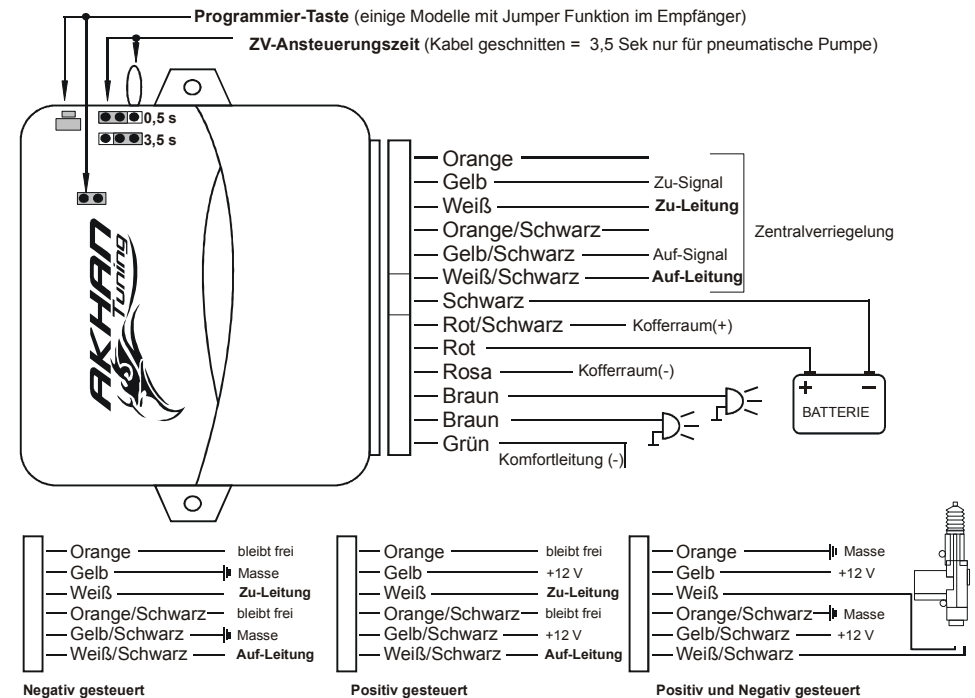 Programmier-Taste (einige Modelle mit Jumper Funktion im Empfänger)
ZV-Ansteuerungszeit (Kabel geschnitten = 3,5 Sek nur für pneumatische Pumpe)
0,5 s
3,5 s
AKHAN
Tuning
Orange
Gelb Zu-Signal
Weiß Zu-Leitung
Orange/Schwarz
Zentralverriegelung
Gelb/Schwarz Auf-Signal
Weiß/Schwarz Auf-Leitung
Schwarz
Rot/Schwarz Kofferraum(+)
Rot
Rosa Kofferraum(-)
Braun
Braun
Grün
Komfortleitung (-)
+ −
BATTERIE
Orange bleibt frei
Gelb Masse
Weiß Zu-Leitung
Orange/Schwarz bleibt frei
Gelb/Schwarz Masse
Weiß/Schwarz Auf-Leitung
Negativ gesteuert
Orange bleibt frei
Gelb +12 V
Weiß Zu-Leitung
Orange/Schwarz bleibt frei
Gelb/Schwarz +12 V
Weiß/Schwarz Auf-Leitung
Positiv gesteuert
Orange Masse
Gelb +12 V
Weiß
Orange/Schwarz Masse
Gelb/Schwarz +12 V
Weiß/Schwarz
Positiv und Negativ gesteuert